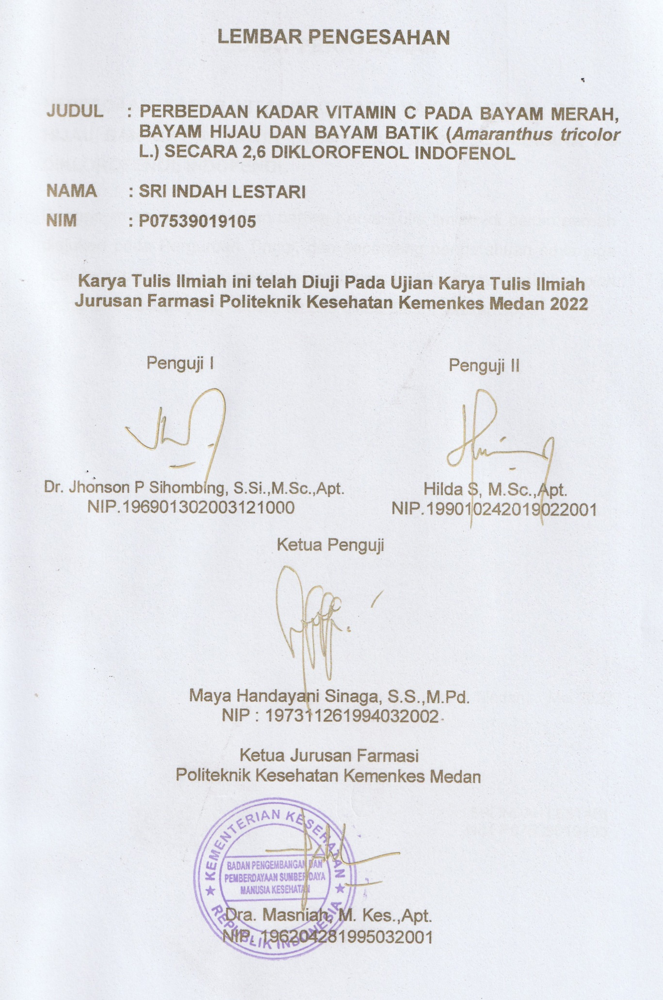 LEMBAR PENGESAHAN
JUDUL : PERBEDAAN KADAR VITAMIN C PADA BAYAM MERAH,
BAYAM HIJAU DAN BAYAM BATIK (Amaranthus tricolor
L.) SECARA 2,6 DIKLOROFENOL INDOFENOL
NAMA : SRI INDAH LESTARI
NIM : P07539019105
Karya Tulis Ilmiah ini telah Diuji Pada Ujian Karya Tulis Ilmiah
Jurusan Farmasi Politeknik Kesehatan Kemenkes Medan 2022
Penguji I
Dr. Jhonson P Sihombing, S.Si.,M.Sc.,Apt.
NIP.196901302003121000
Penguji II
Hilda S, M.Sc.,Apt.
NIP.199010242019022001
Ketua Penguji
Maya Handayani Sinaga, S.S.,M.Pd.
NIP : 197311261994032002
Ketua Jurusan Farmasi
Politeknik Kesehatan Kemenkes Medan
KEMENTERIAN KESEHATAN
BADAN PENGEMBANGAN DAN
PEMBERDAYAAN SUMBER DAYA
MANUSIA KESEHATAN
REPUBLIK INDONESIA
Dra. Masniah, M. Kes.,Apt.
NIP. 196204281995032001